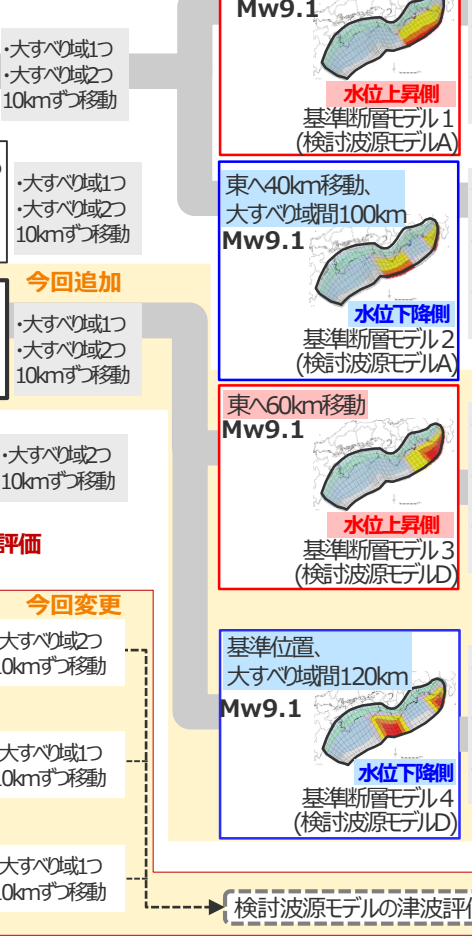 Mw9.1
・大すべり域1つ
・大すべり域2つ
10kmずつ移動
水位上昇側
基準断層モデル1
(検討波源モデルA)
・大すべり域1つ
・大すべり域2つ
10kmずつ移動
東へ40km移動、
大すべり域間100km
Mw9.1
水位下降側
基準断層モデル2
(検討波源モデルA)
今回追加
・大すべり域1つ
・大すべり域2つ
10kmずつ移動
東へ60km移動
Mw9.1
水位上昇側
基準断層モデル3
(検討波源モデルD)
・大すべり域2つ
10kmずつ移動
評価
今回変更
大すべり域2つ
10kmずつ移動
基準位置、
大すべり域間120km
Mw9.1
水位下降側
基準断層モデル4
(検討波源モデルD)
大すべり域1つ
10kmずつ移動
大すべり域1つ
10kmずつ移動
検討波源モデルの津波評価